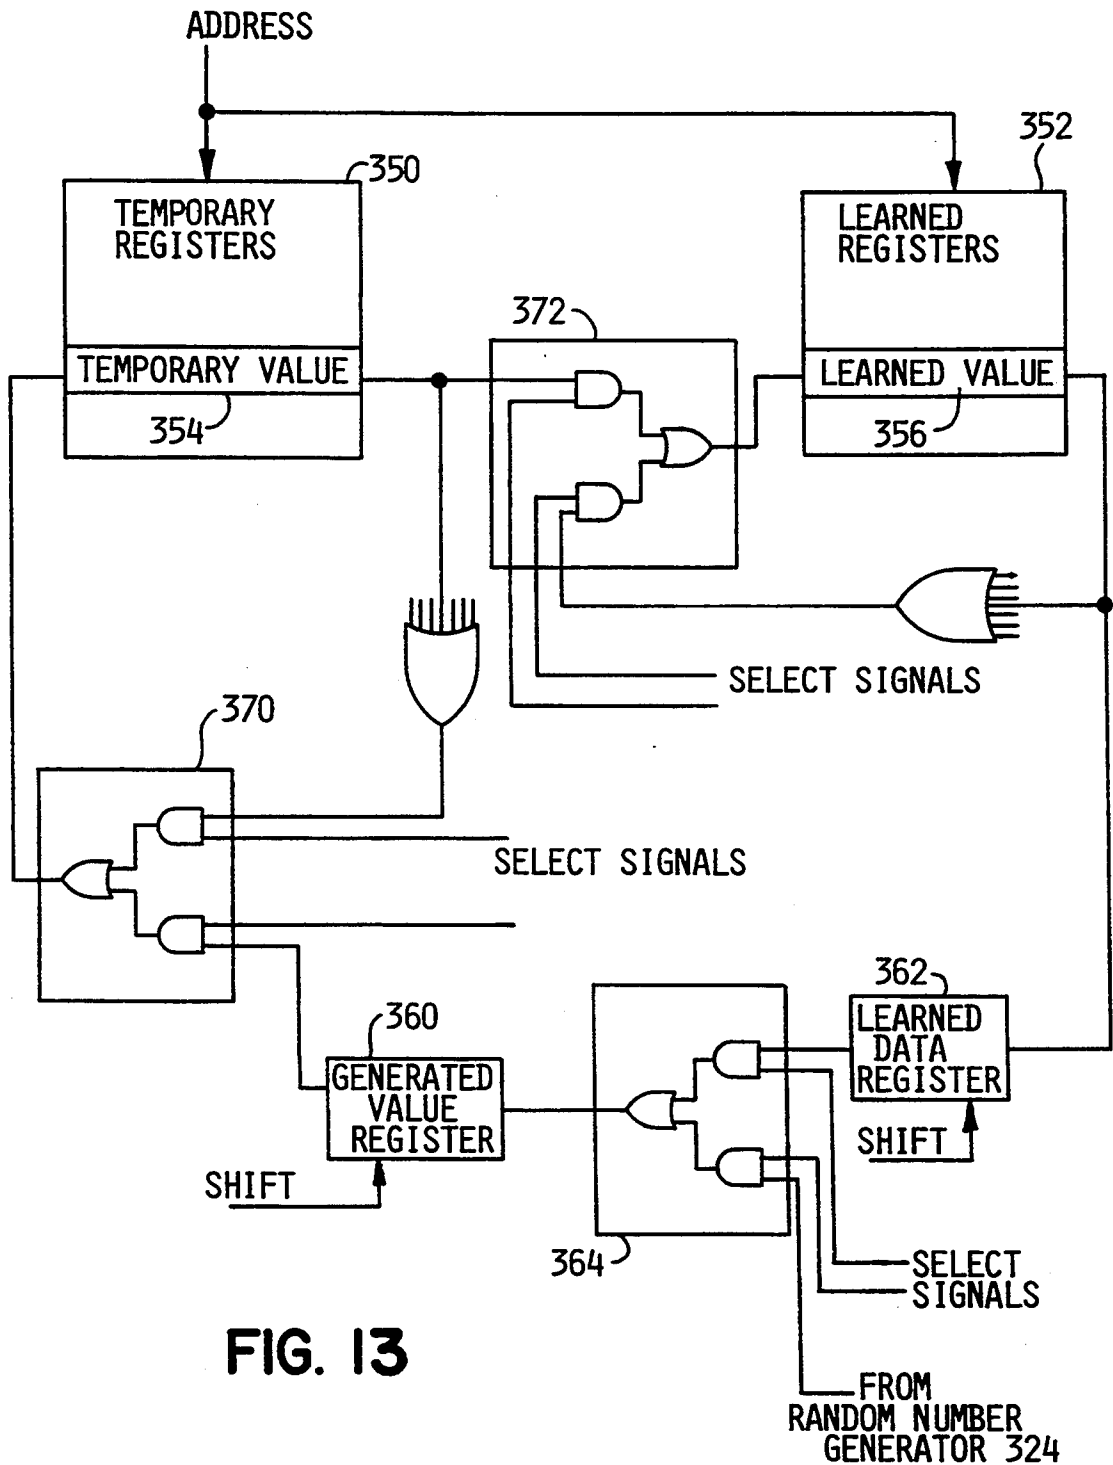 ADDRESS
350
352
TEMPORARY
REGISTERS
LEARNED
REGISTERS
372
TEMPORARY VALUE
LEARNED VALUE
354
356
SELECT SIGNALS
370
SELECT SIGNALS
362
LEARNED
DATA
REGISTER
360
GENERATED
VALUE
REGISTER
SHIFT
SHIFT
364
SELECT
SIGNALS
FIG. 13
FROM
RANDOM NUMBER
GENERATOR 324